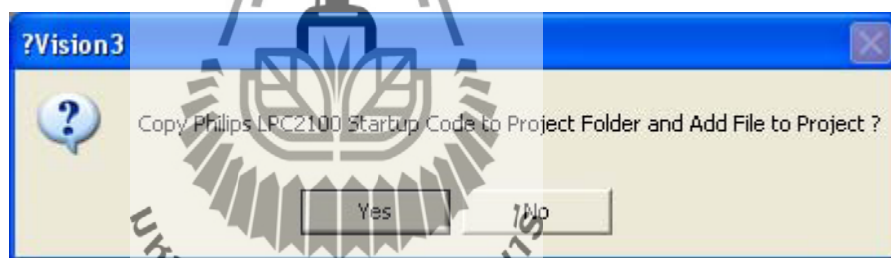 ?Vision3
Copy Philips LPC2100 Startup Code to Project Folder and Add File to Project ?
Yes
No